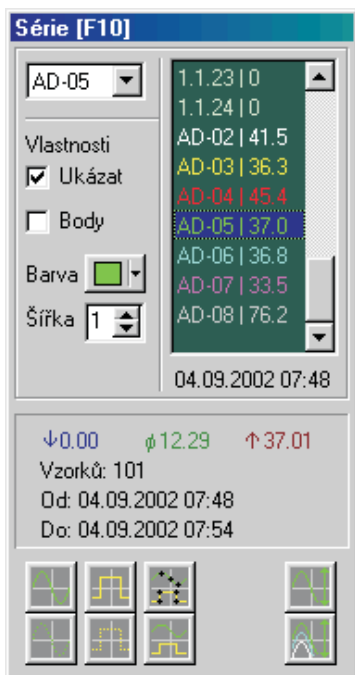 Série [F10]
AD-05
Vlastnosti
Ukázat
Body
Barva
Šířka 1
1.1.23|0
1.1.24|0
AD-02|41.5
AD-03|36.3
AD-04|45.4
AD-05|37.0
AD-06|36.8
AD-07|33.5
AD-08|76.2
04.09.2002 07:48
↓0.00 ϕ12.29 ↑37.01
Vzorků: 101
Od: 04.09.2002 07:48
Do: 04.09.2002 07:54